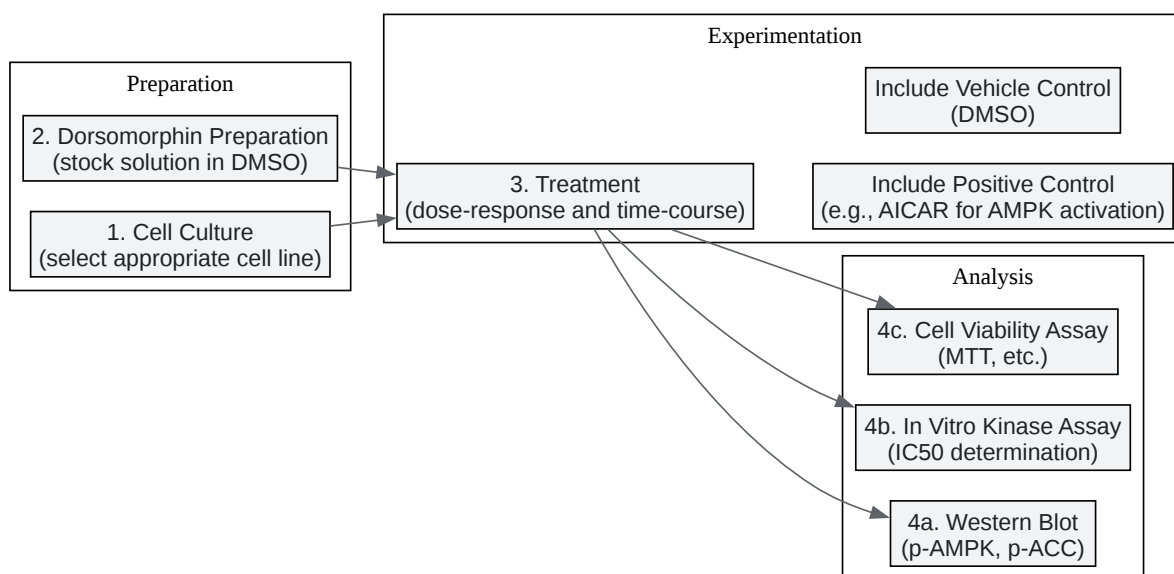 Preparation
2. Dorsomorphin Preparation
(stock solution in DMSO)
1. Cell Culture
(select appropriate cell line)
Experimentation
Include Vehicle Control
(DMSO)
3. Treatment
(dose-response and time-course)
Include Positive Control
(e.g., AICAR for AMPK activation)
Analysis
4c. Cell Viability Assay
(MTT, etc.)
4b. In Vitro Kinase Assay
(IC50 determination)
4a. Western Blot
(p-AMPK, p-ACC)